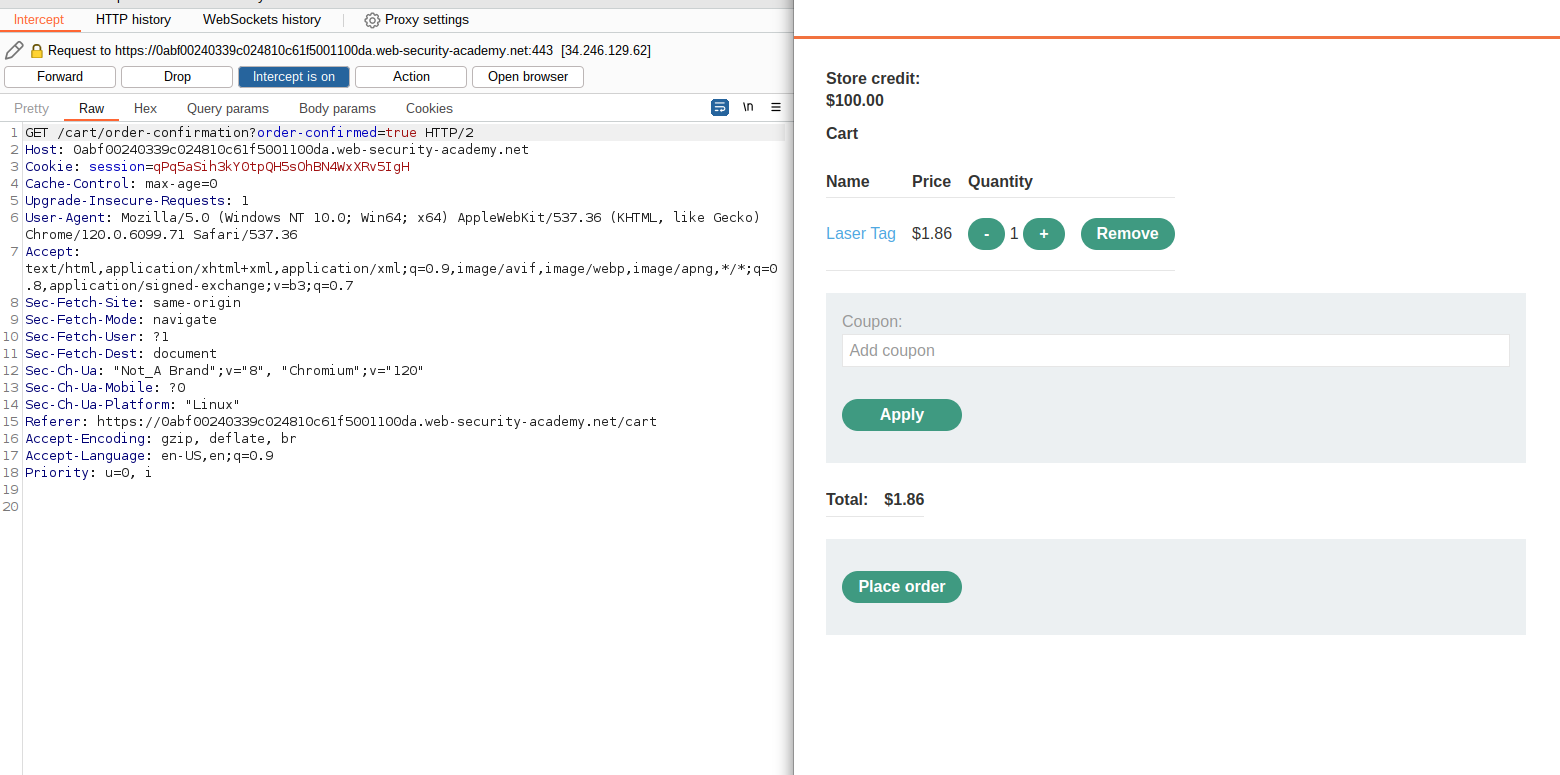 Intercept HTTP history WebSockets history Proxy settings
Request to https://0abf00240339c024810c61f5001100da.web-security-academy.net:443 [34.246.129.62]
Forward Drop Intercept is on Action Open browser
Pretty Raw Hex Query params Body params Cookies \n
1 GET /cart/order-confirmation?order-confirmed=true HTTP/2
2 Host: 0abf00240339c024810c61f5001100da.web-security-academy.net
3 Cookie: session=qPq5aSih3kY0tpQH5s0hBN4WxXRv5IgH
4 Cache-Control: max-age=0
5 Upgrade-Insecure-Requests: 1
6 User-Agent: Mozilla/5.0 (Windows NT 10.0; Win64; x64) AppleWebKit/537.36 (KHTML, like Gecko)
Chrome/120.0.6099.71 Safari/537.36
7 Accept:
text/html,application/xhtml+xml,application/xml;q=0.9,image/avif,image/webp,image/apng,*/*;q=0
.8,application/signed-exchange;v=b3;q=0.7
8 Sec-Fetch-Site: same-origin
9 Sec-Fetch-Mode: navigate
10 Sec-Fetch-User: ?1
11 Sec-Fetch-Dest: document
12 Sec-Ch-Ua: "Not_A Brand";v="8", "Chromium";v="120"
13 Sec-Ch-Ua-Mobile: ?0
14 Sec-Ch-Ua-Platform: "Linux"
15 Referer: https://0abf00240339c024810c61f5001100da.web-security-academy.net/cart
16 Accept-Encoding: gzip, deflate, br
17 Accept-Language: en-US,en;q=0.9
18 Priority: u=0, i
19
20
Store credit:
$100.00
Cart
Name Price Quantity
Laser Tag $1.86 - 1 + Remove
Coupon:
Add coupon
Apply
Total: $1.86
Place order